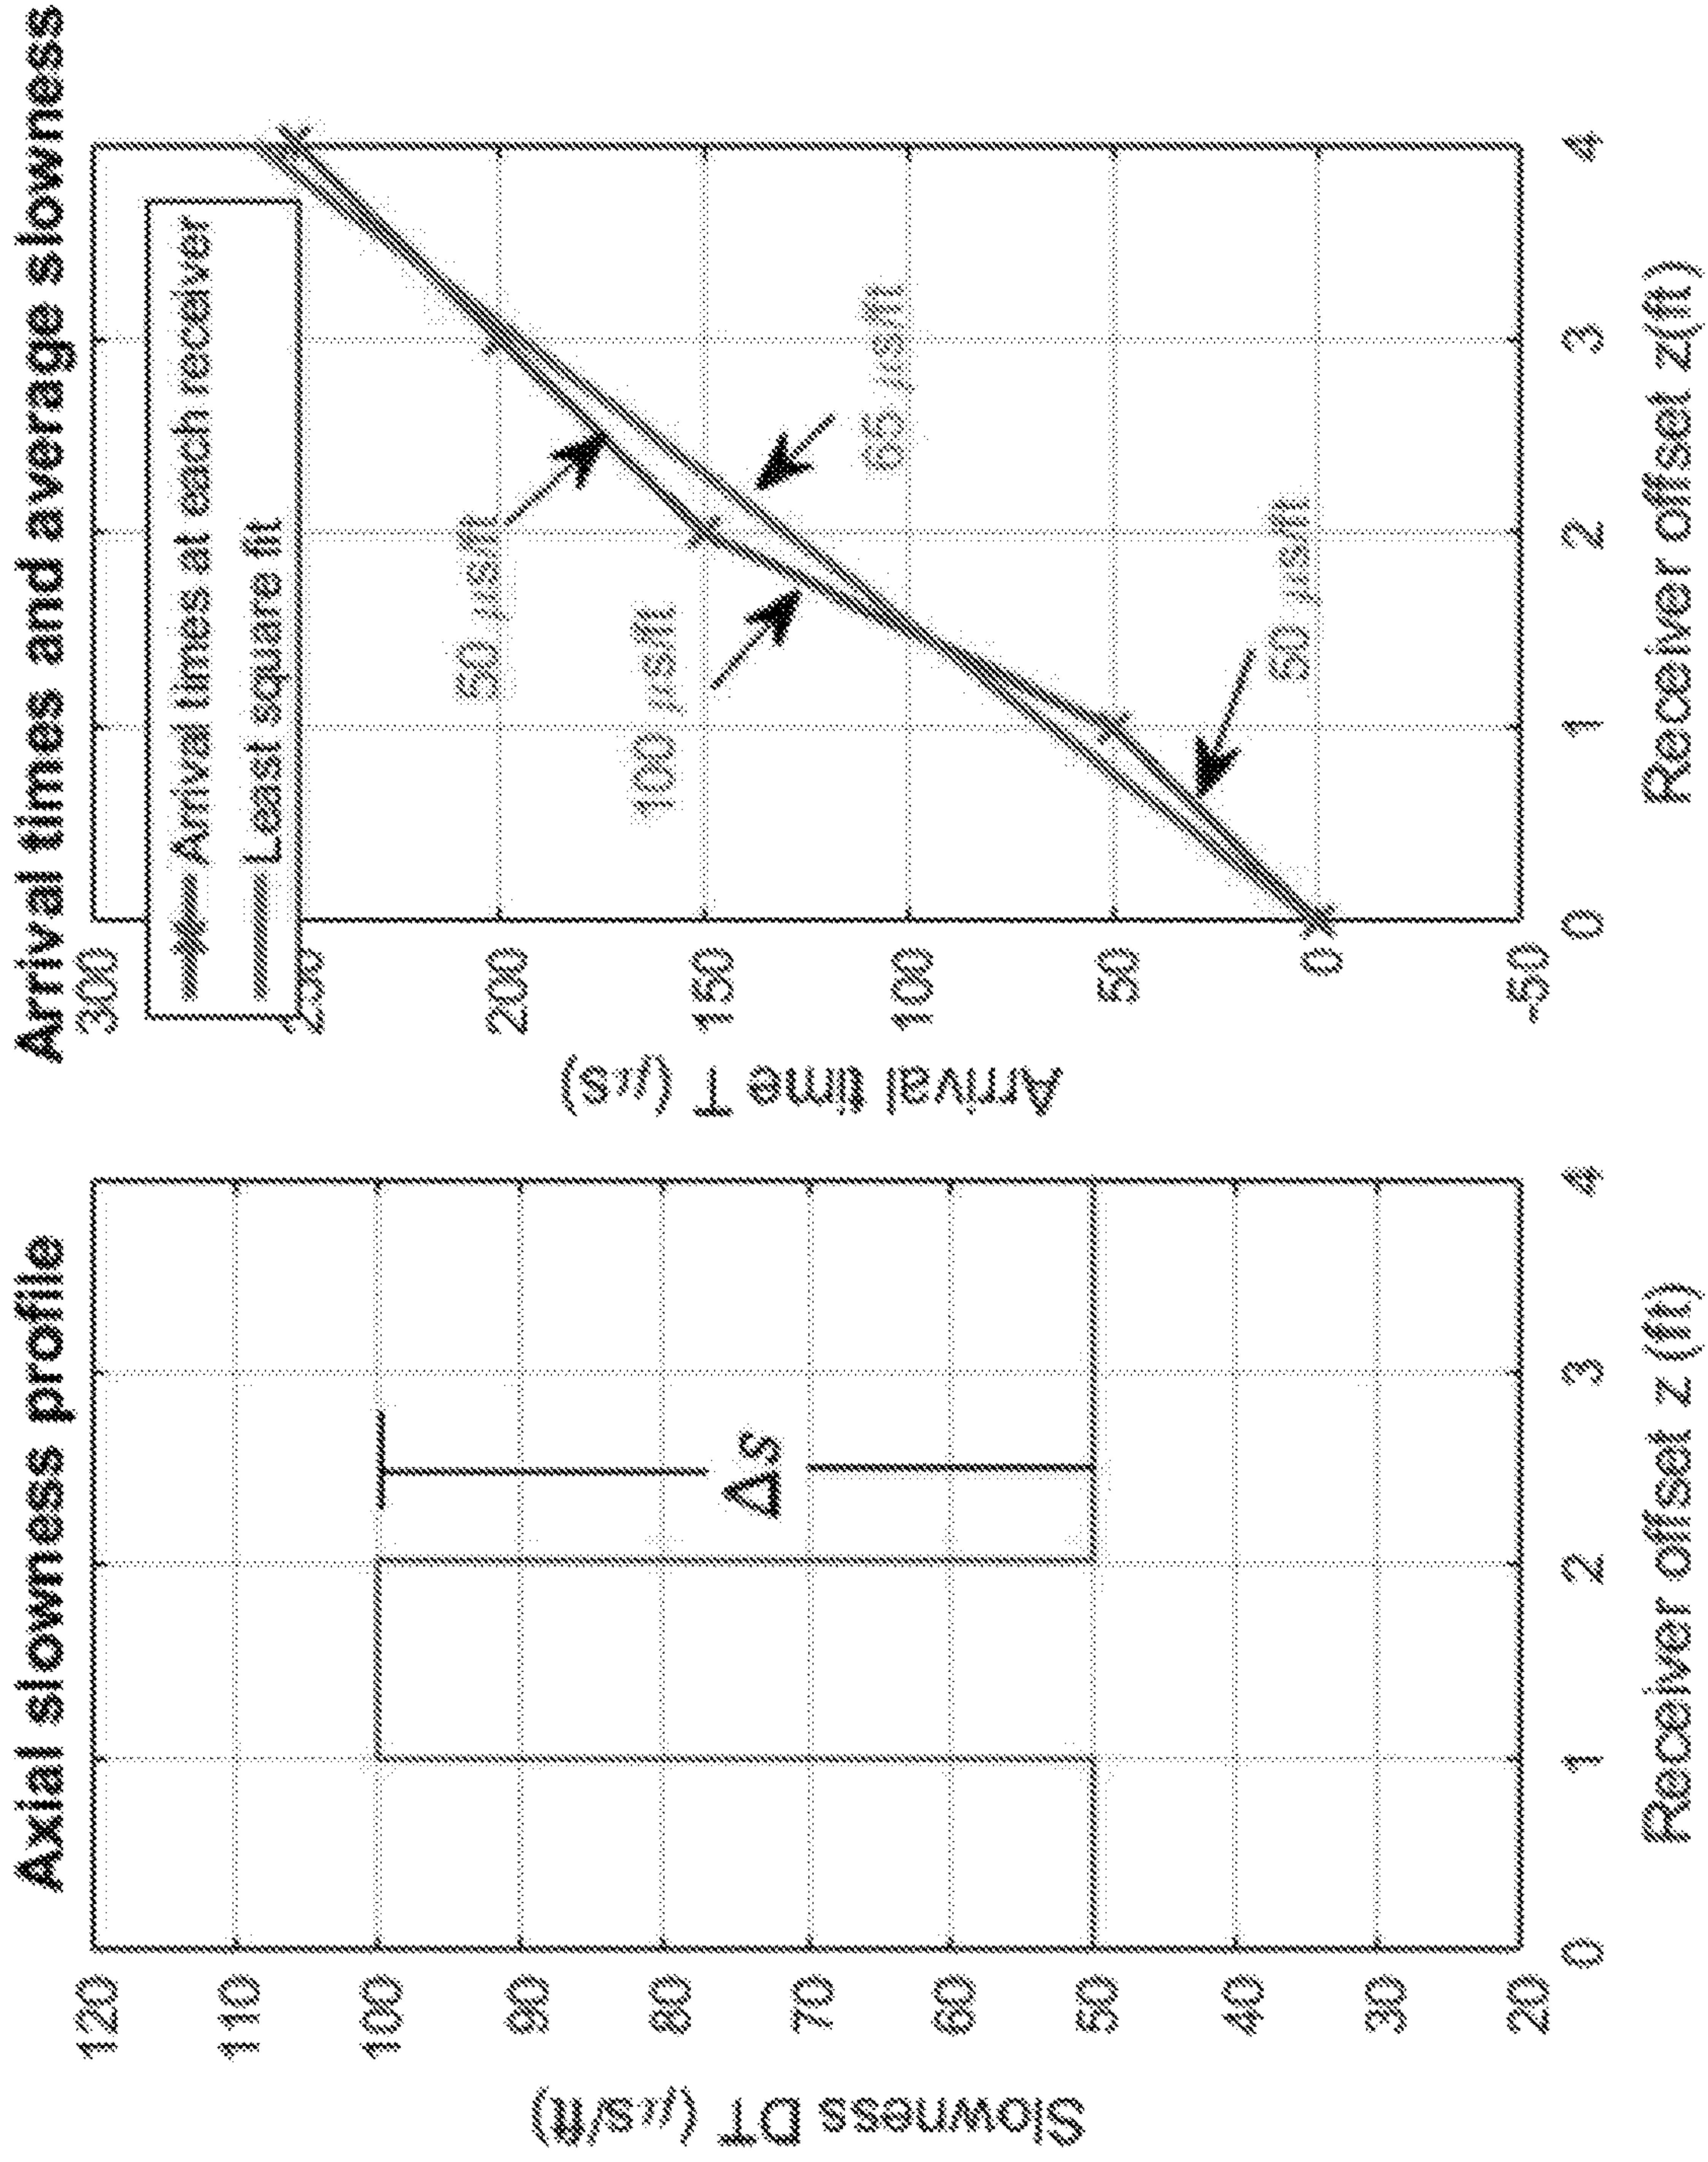 Axial slowness profile
Slowness DT (μs/ft)
120
110
100
90
80
70
60
50
40
30
20
Δs
0
1
2
3
4
Receiver offset z (ft)
Arrival times and average slowness
Arrival time T (μs)
300
250
200
150
100
50
0
-50
Arrival times at each receiver
Least square fit
50 μs/ft
100 μs/ft
65 μs/ft
50 μs/ft
0
1
2
3
4
Receiver offset z(ft)